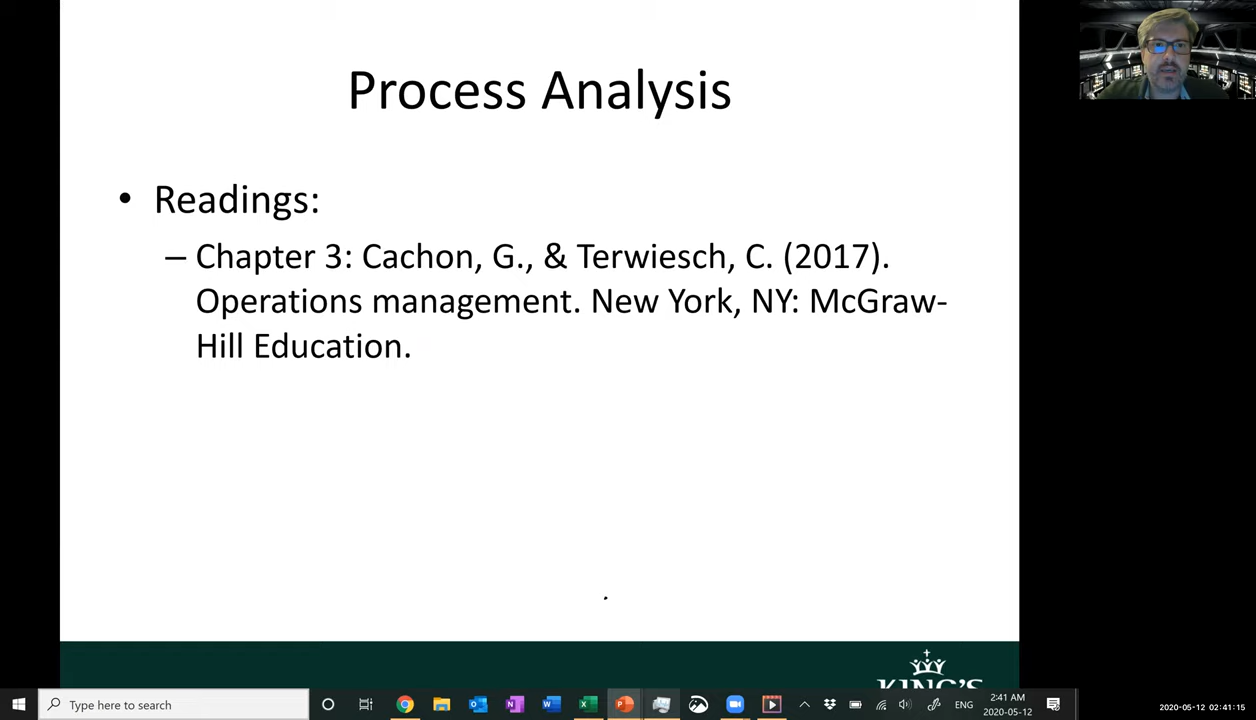 Process Analysis
• Readings:
– Chapter 3: Cachon, G., & Terwiesch, C. (2017).
Operations management. New York, NY: McGraw-
Hill Education.
KING'S
Type here to search
ENG
2:41 AM
2020-05-12
2020-05-12 02:41:15